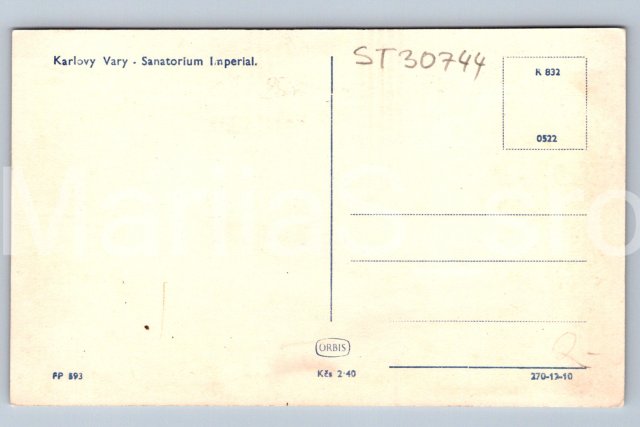 Karlovy Vary - Sanatorium Imperial.
ST30744
K 832
0522
ORBIS
Kčs 2·40
FP 893
270-12-10